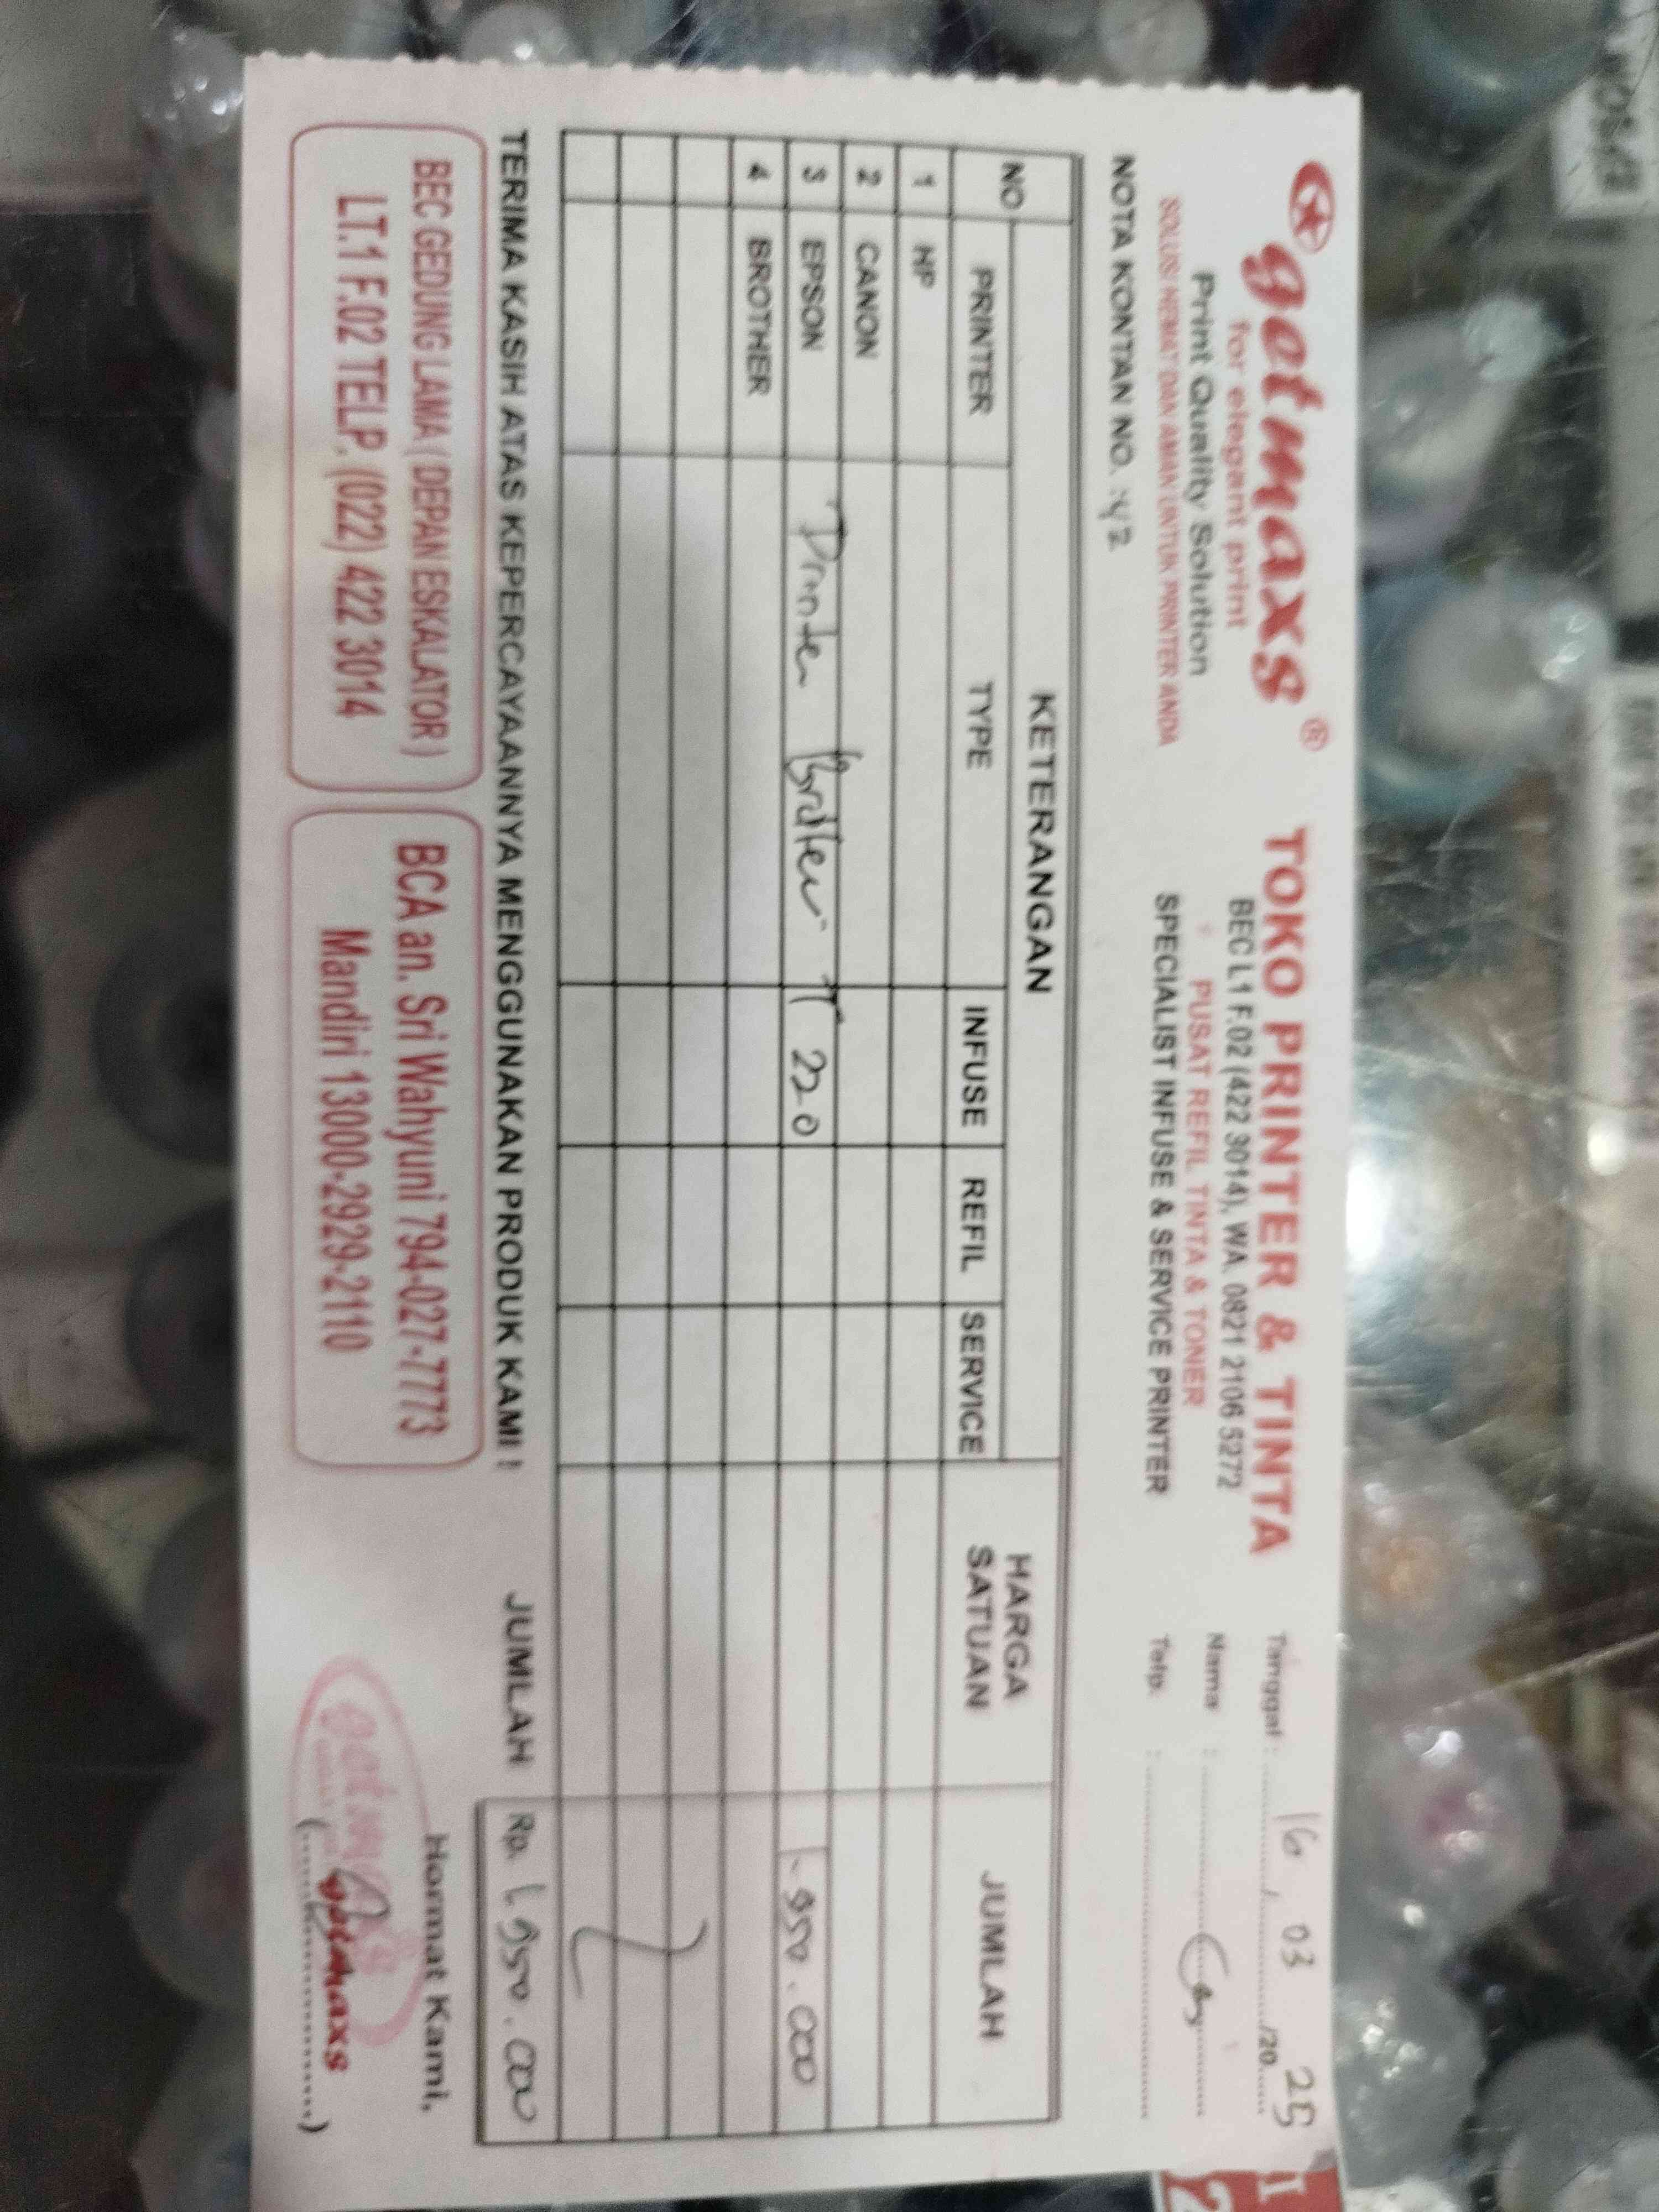 getmaxs ®
for elegant print
Print Quality Solution
SOLUSI HEMAT DAN AMAN UNTUK PRINTER ANDA
TOKO PRINTER & TINTA
BEC L1 F.02 (422 3014), WA. 0821 2106 5272
* PUSAT REFIL TINTA & TONER
SPECIALIST INFUSE & SERVICE PRINTER
Tanggal : 16 / 03 /20 25
Nama :
Telp. :
NOTA KONTAN NO. : 42
NO KETERANGAN HARGA SATUAN JUMLAH
PRINTER TYPE INFUSE REFIL SERVICE
1 HP
2 CANON
3 EPSON Printer Brother T 220 1.950.000
4 BROTHER
TERIMA KASIH ATAS KEPERCAYAANNYA MENGGUNAKAN PRODUK KAMI !
JUMLAH Rp. 1.950.000
BEC GEDUNG LAMA ( DEPAN ESKALATOR )
LT.1 F.02 TELP. (022) 422 3014
BCA an. Sri Wahyuni 794-027-7773
Mandiri 13000-2929-2110
Hormat Kami,
getmaxs
(getmaxs)